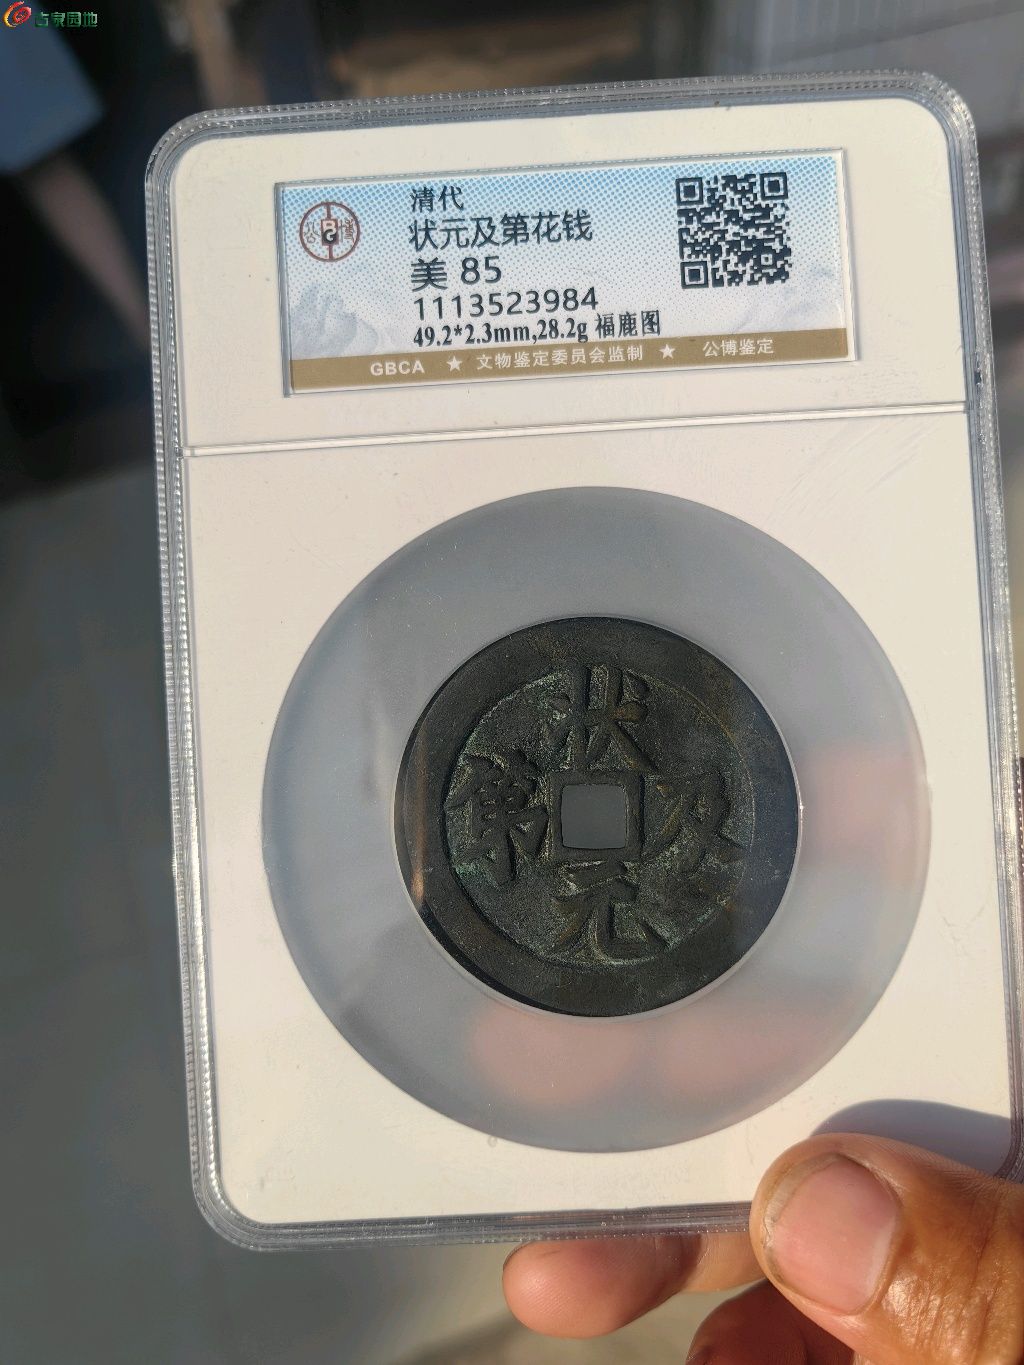 古泉园地
清代
状元及第花钱
美 85
1113523984
49.2*2.3mm,28.2g 福鹿图
GBCA ★ 文物鉴定委员会监制 ★ 公博鉴定
公博
状
第 及
元